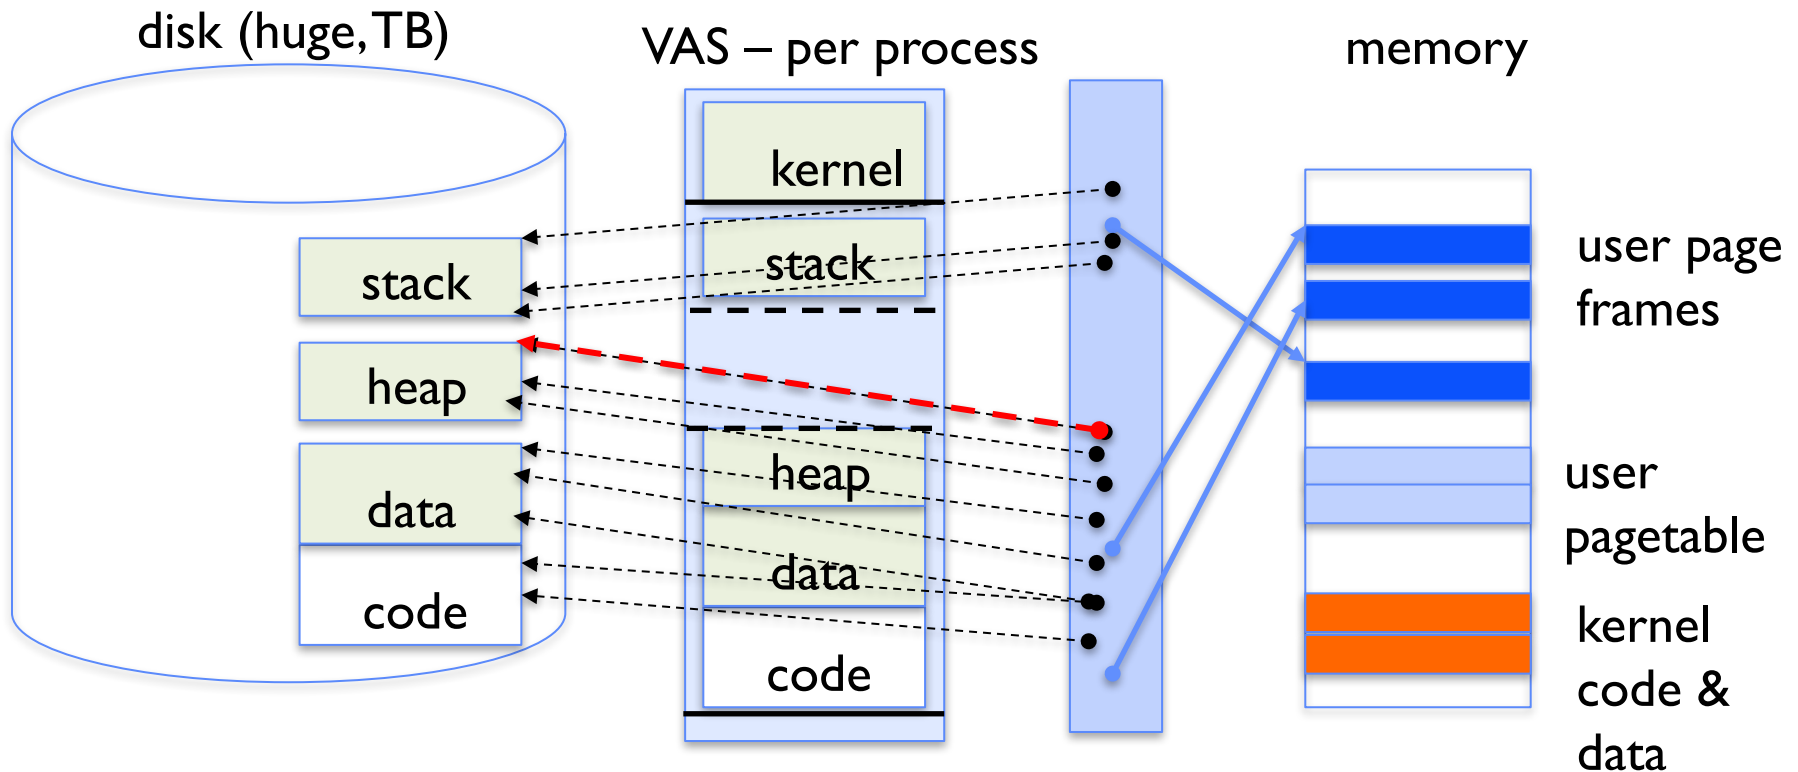 disk (huge, TB)
VAS – per process
memory
kernel
stack
heap
data
code
stack
heap
data
code
user page
frames
user
pagetable
kernel
code &
data